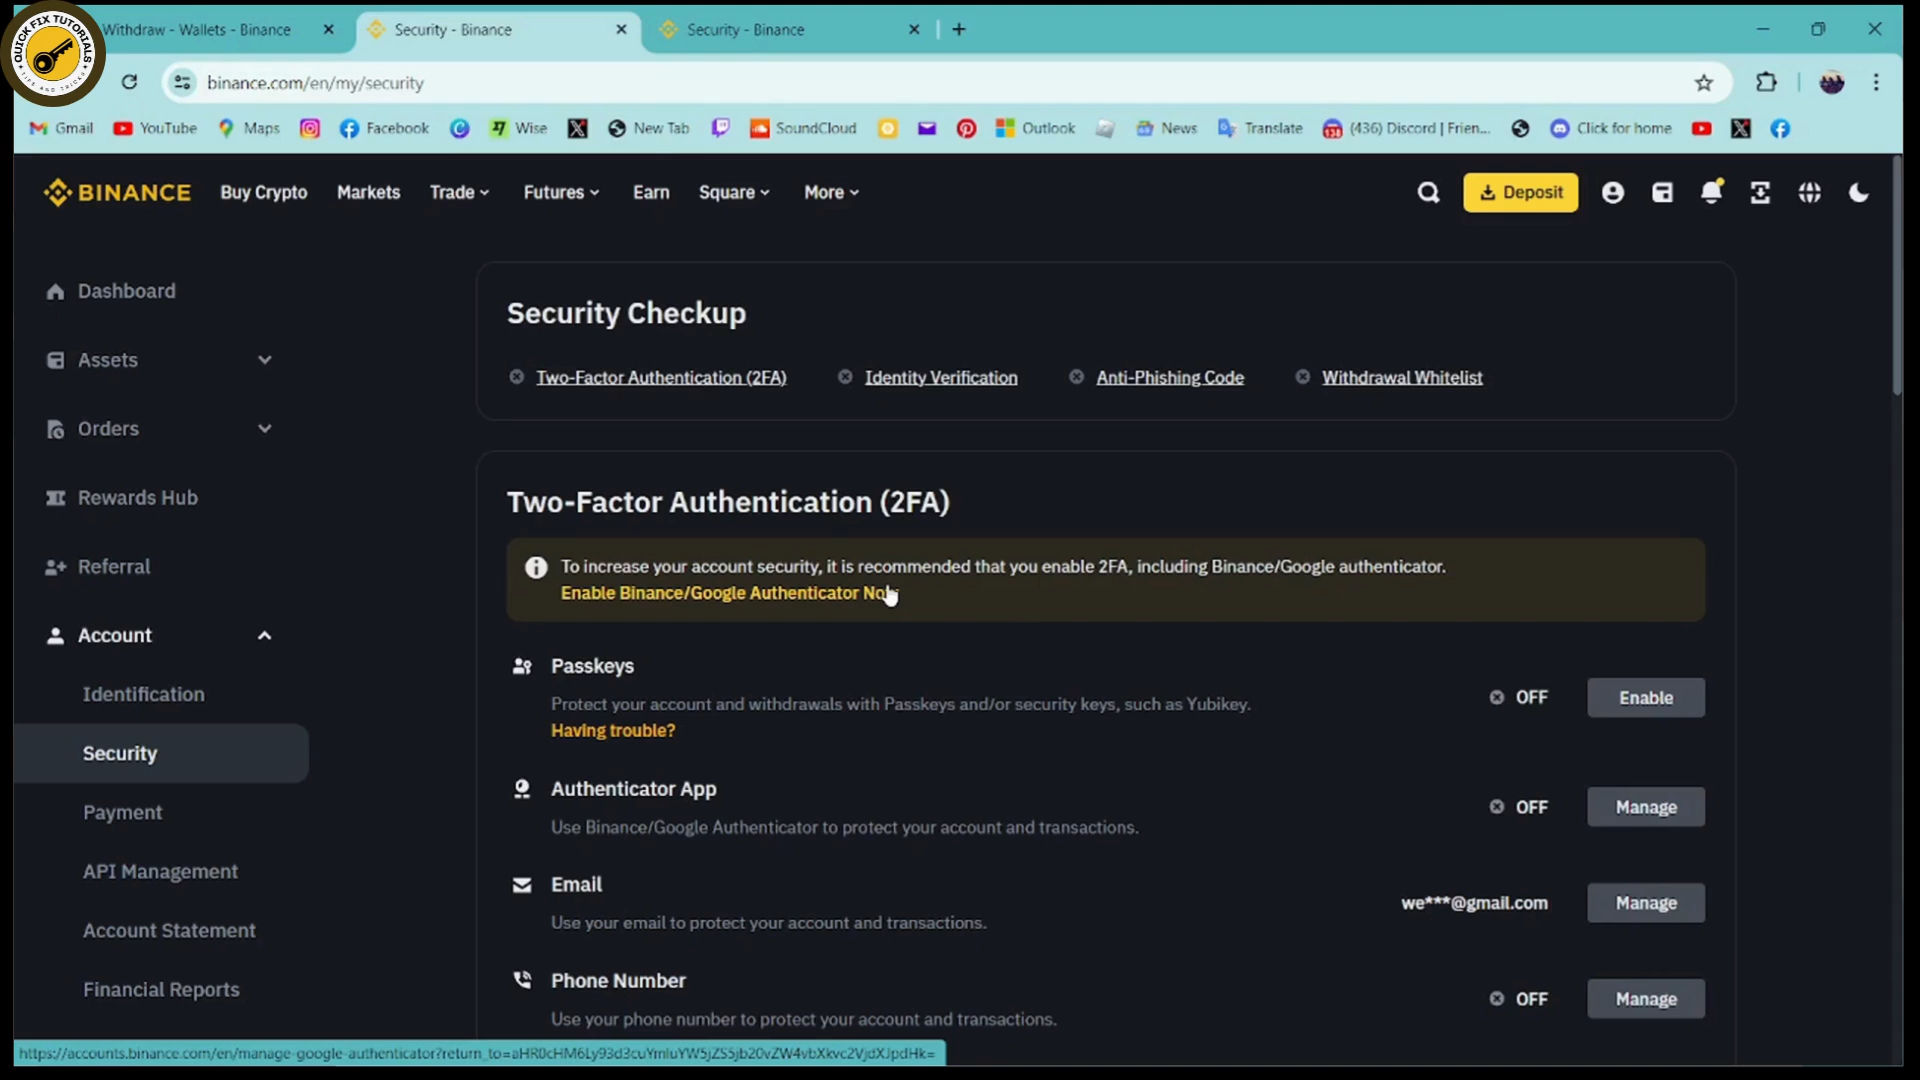 QUICK FIX TUTORIALS
TIPS AND TRICKS
Withdraw - Wallets - Binance
Security - Binance
Security - Binance
binance.com/en/my/security
Gmail
YouTube
Maps
Facebook
Wise
New Tab
SoundCloud
Outlook
News
Translate
(436) Discord | Frien...
Click for home
BINANCE
Buy Crypto
Markets
Trade
Futures
Earn
Square
More
Deposit
Dashboard
Assets
Orders
Rewards Hub
Referral
Account
Identification
Security
Payment
API Management
Account Statement
Financial Reports
Security Checkup
Two-Factor Authentication (2FA)
Identity Verification
Anti-Phishing Code
Withdrawal Whitelist
Two-Factor Authentication (2FA)
To increase your account security, it is recommended that you enable 2FA, including Binance/Google authenticator.
Enable Binance/Google Authenticator
Passkeys
Protect your account and withdrawals with Passkeys and/or security keys, such as Yubikey.
Having trouble?
OFF
Enable
Authenticator App
Use Binance/Google Authenticator to protect your account and transactions.
OFF
Manage
Email
Use your email to protect your account and transactions.
we***@gmail.com
Manage
Phone Number
Use your phone number to protect your account and transactions.
OFF
Manage